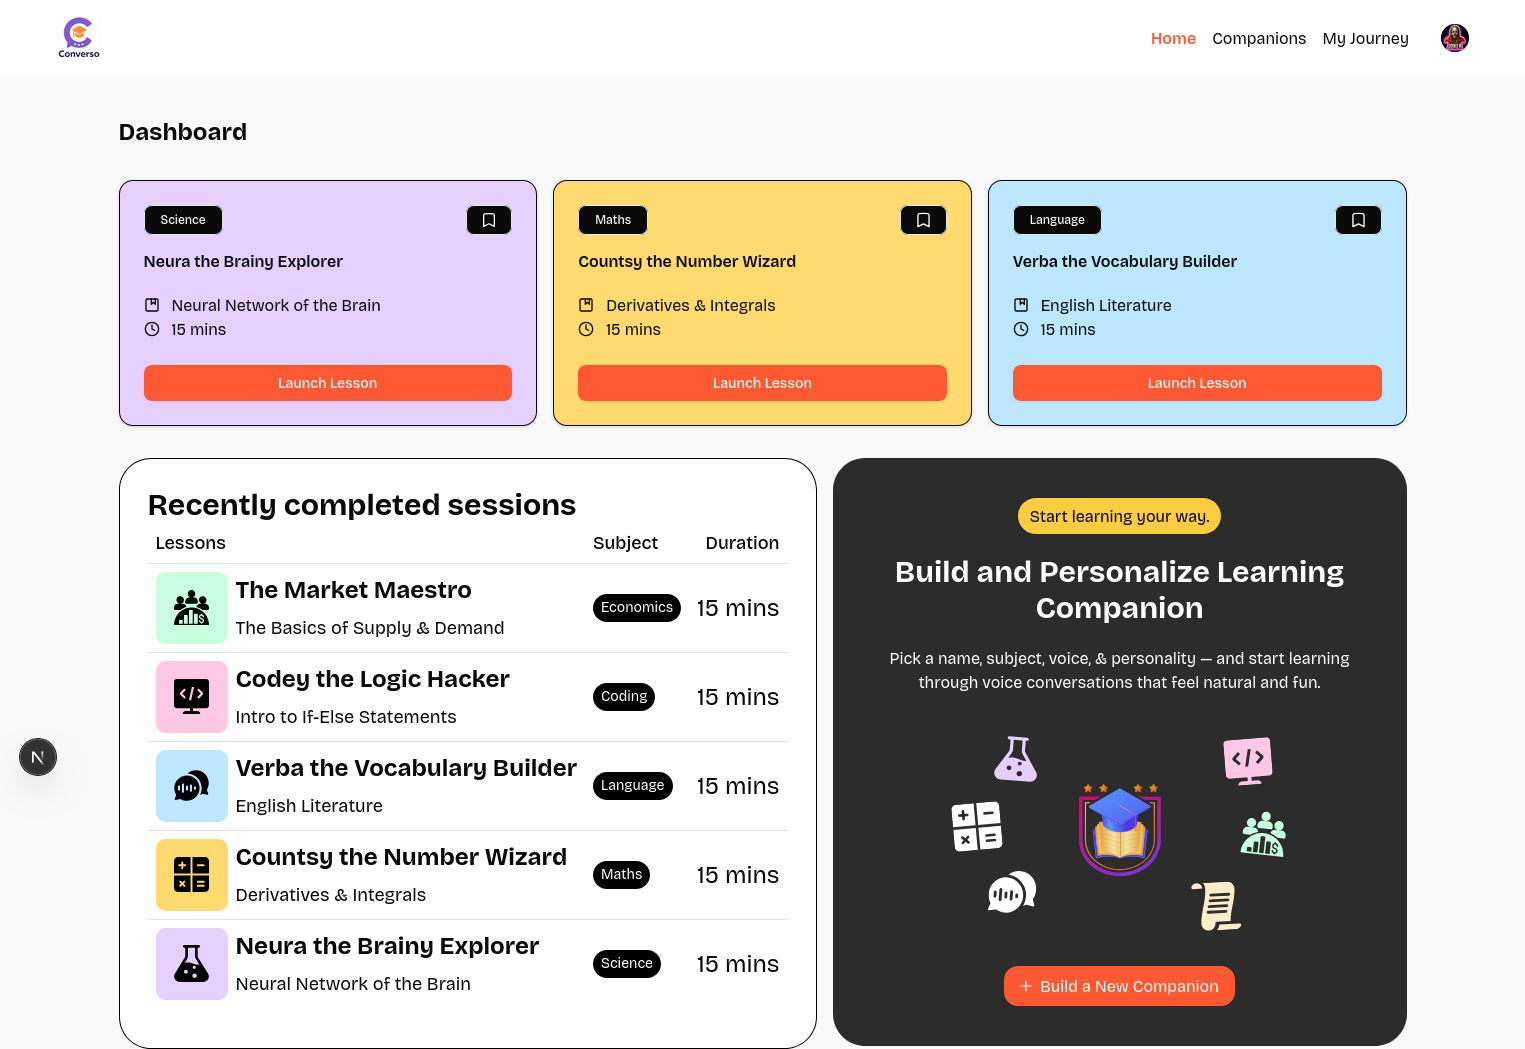 Converso
Home Companions My Journey
Dashboard
Science
Neura the Brainy Explorer
Neural Network of the Brain
15 mins
Launch Lesson
Maths
Countsy the Number Wizard
Derivatives & Integrals
15 mins
Launch Lesson
Language
Verba the Vocabulary Builder
English Literature
15 mins
Launch Lesson
Recently completed sessions
Lessons Subject Duration
The Market Maestro
The Basics of Supply & Demand
Economics 15 mins
Codey the Logic Hacker
Intro to If-Else Statements
Coding 15 mins
Verba the Vocabulary Builder
English Literature
Language 15 mins
Countsy the Number Wizard
Derivatives & Integrals
Maths 15 mins
Neura the Brainy Explorer
Neural Network of the Brain
Science 15 mins
Start learning your way.
Build and Personalize Learning
Companion
Pick a name, subject, voice, & personality — and start learning
through voice conversations that feel natural and fun.
Build a New Companion
N